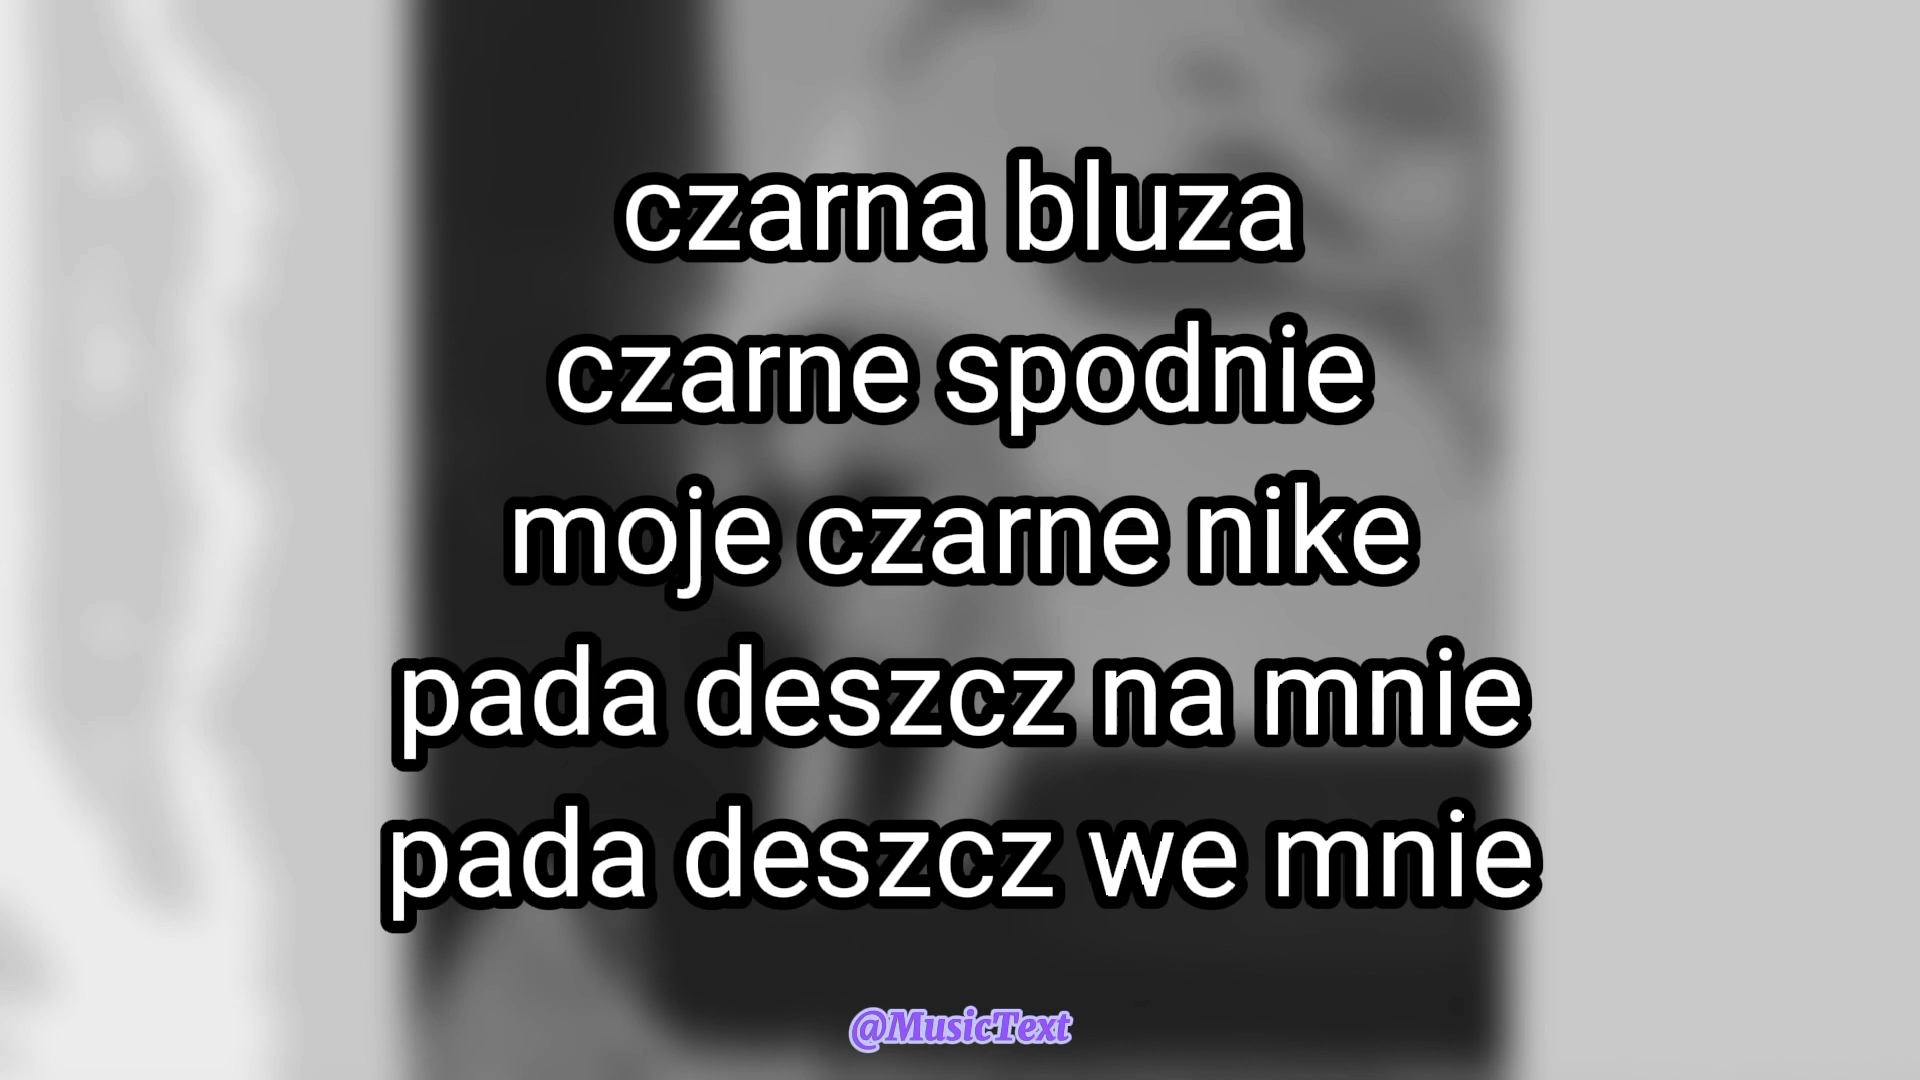 czarna bluza
czarne spodnie
moje czarne nike
pada deszcz na mnie
pada deszcz we mnie
@MusicText